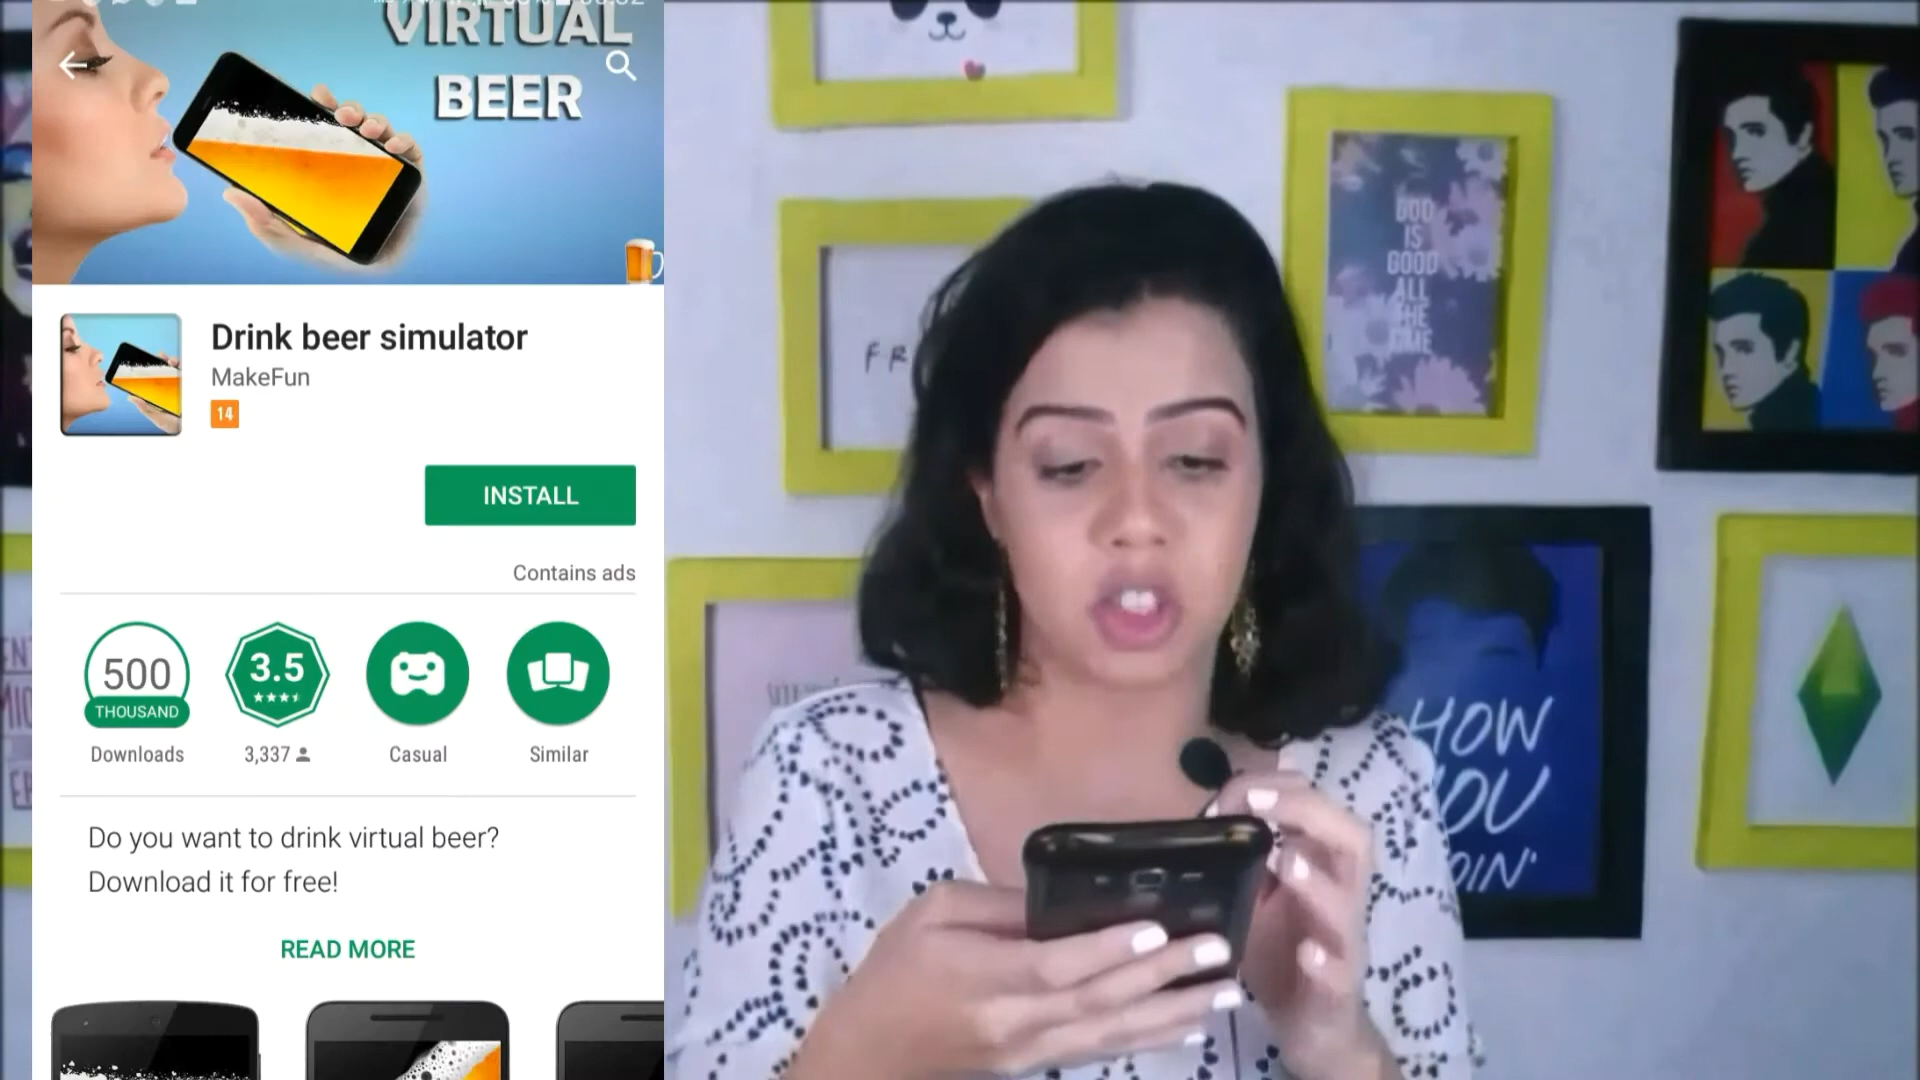 VIRTUAL
BEER
Drink beer simulator
MakeFun
14
INSTALL
Contains ads
500
THOUSAND
Downloads
3.5
3,337
Casual
Similar
Do you want to drink virtual beer?
Download it for free!
READ MORE
GOD
IS
GOOD
ALL
THE
TIME
FR
HOW
YOU
DOIN'